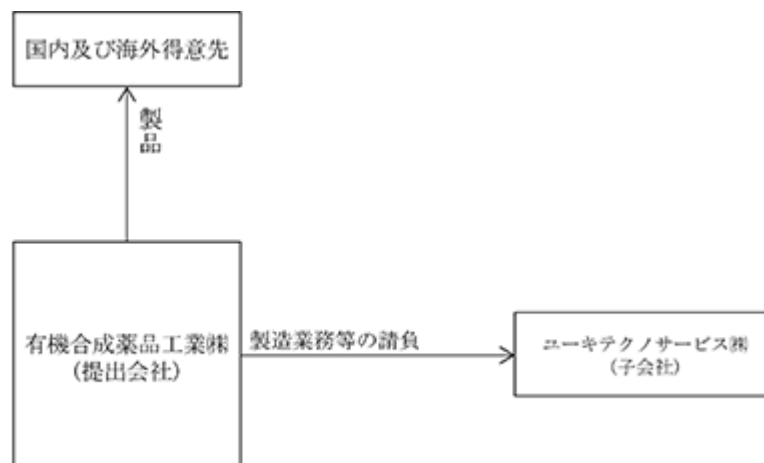 国内及び海外得意先
製品
有機合成薬品工業㈱
(提出会社)
製造業務等の請負
ユーキテクノサービス㈱
(子会社)